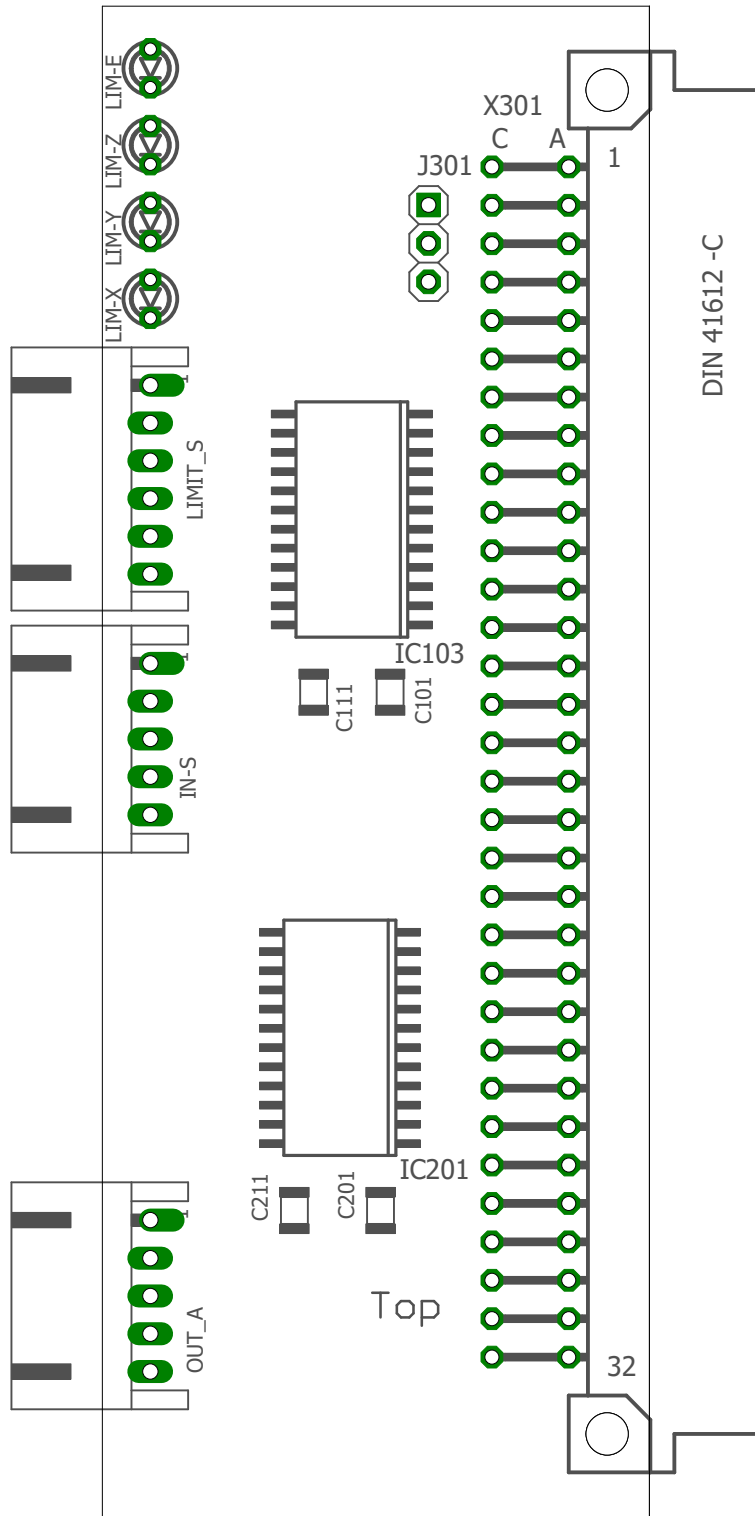 LIM-E
LIM-Z
LIM-Y
LIM-X
X301
C A
J301
1
DIN 41612 -C
1
LIMIT_S
IC103
C111
C101
1
IN-S
IC201
C211
C201
1
OUT_A
Top
32